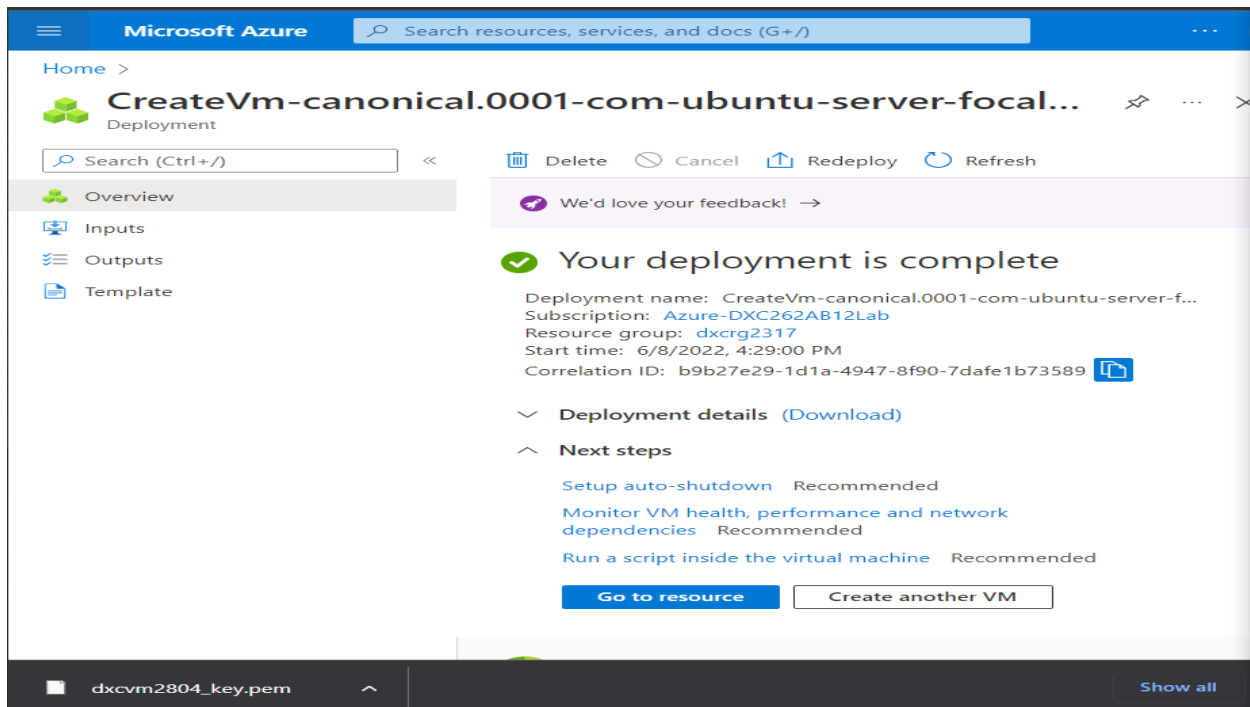 Microsoft Azure
Search resources, services, and docs (G+/)
...
Home >
CreateVm-canonical.0001-com-ubuntu-server-focal...
...
Deployment
Search (Ctrl+/)
«
Delete
Cancel
Redeploy
Refresh
Overview
Inputs
Outputs
Template
We'd love your feedback! →
Your deployment is complete
Deployment name: CreateVm-canonical.0001-com-ubuntu-server-f...
Subscription: Azure-DXC262AB12Lab
Resource group: dxcrg2317
Start time: 6/8/2022, 4:29:00 PM
Correlation ID: b9b27e29-1d1a-4947-8f90-7dafe1b73589
Deployment details (Download)
Next steps
Setup auto-shutdown Recommended
Monitor VM health, performance and network
dependencies Recommended
Run a script inside the virtual machine Recommended
Go to resource
Create another VM
dxcvm2804_key.pem
Show all